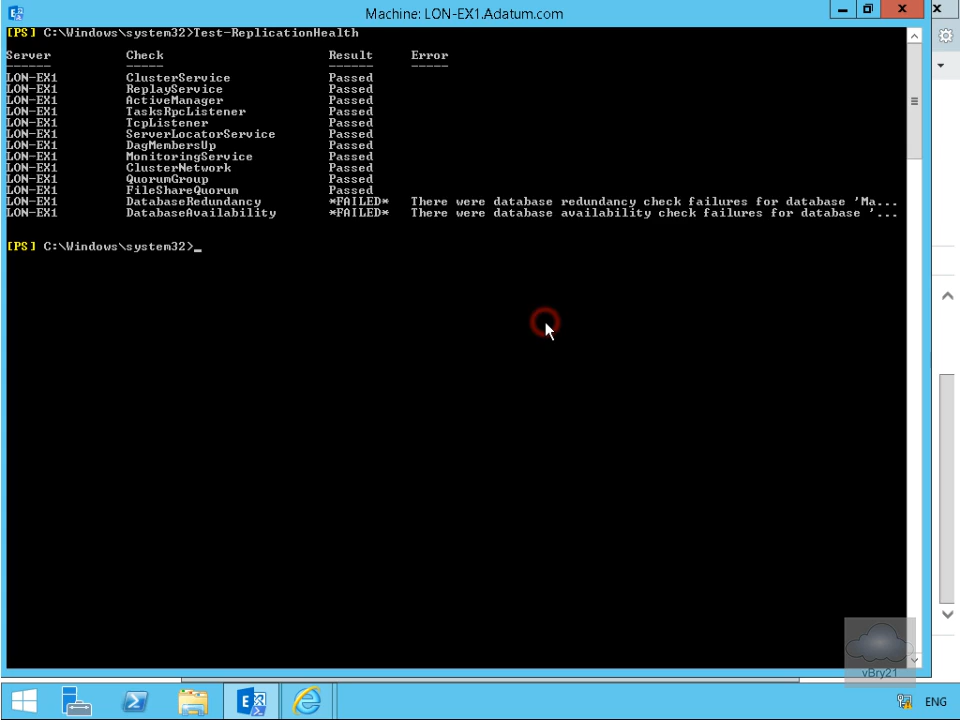 Machine: LON-EX1.Adatum.com
[PS] C:\Windows\system32>Test-ReplicationHealth
Server Check Result Error
------ ----- ------ -----
LON-EX1 ClusterService Passed
LON-EX1 ReplayService Passed
LON-EX1 ActiveManager Passed
LON-EX1 TasksRpcListener Passed
LON-EX1 TcpListener Passed
LON-EX1 ServerLocatorService Passed
LON-EX1 DagMembersUp Passed
LON-EX1 MonitoringService Passed
LON-EX1 ClusterNetwork Passed
LON-EX1 QuorumGroup Passed
LON-EX1 FileShareQuorum Passed
LON-EX1 DatabaseRedundancy *FAILED* There were database redundancy check failures for database 'Ma...
LON-EX1 DatabaseAvailability *FAILED* There were database availability check failures for database '...
[PS] C:\Windows\system32>_
vBry21
ENG